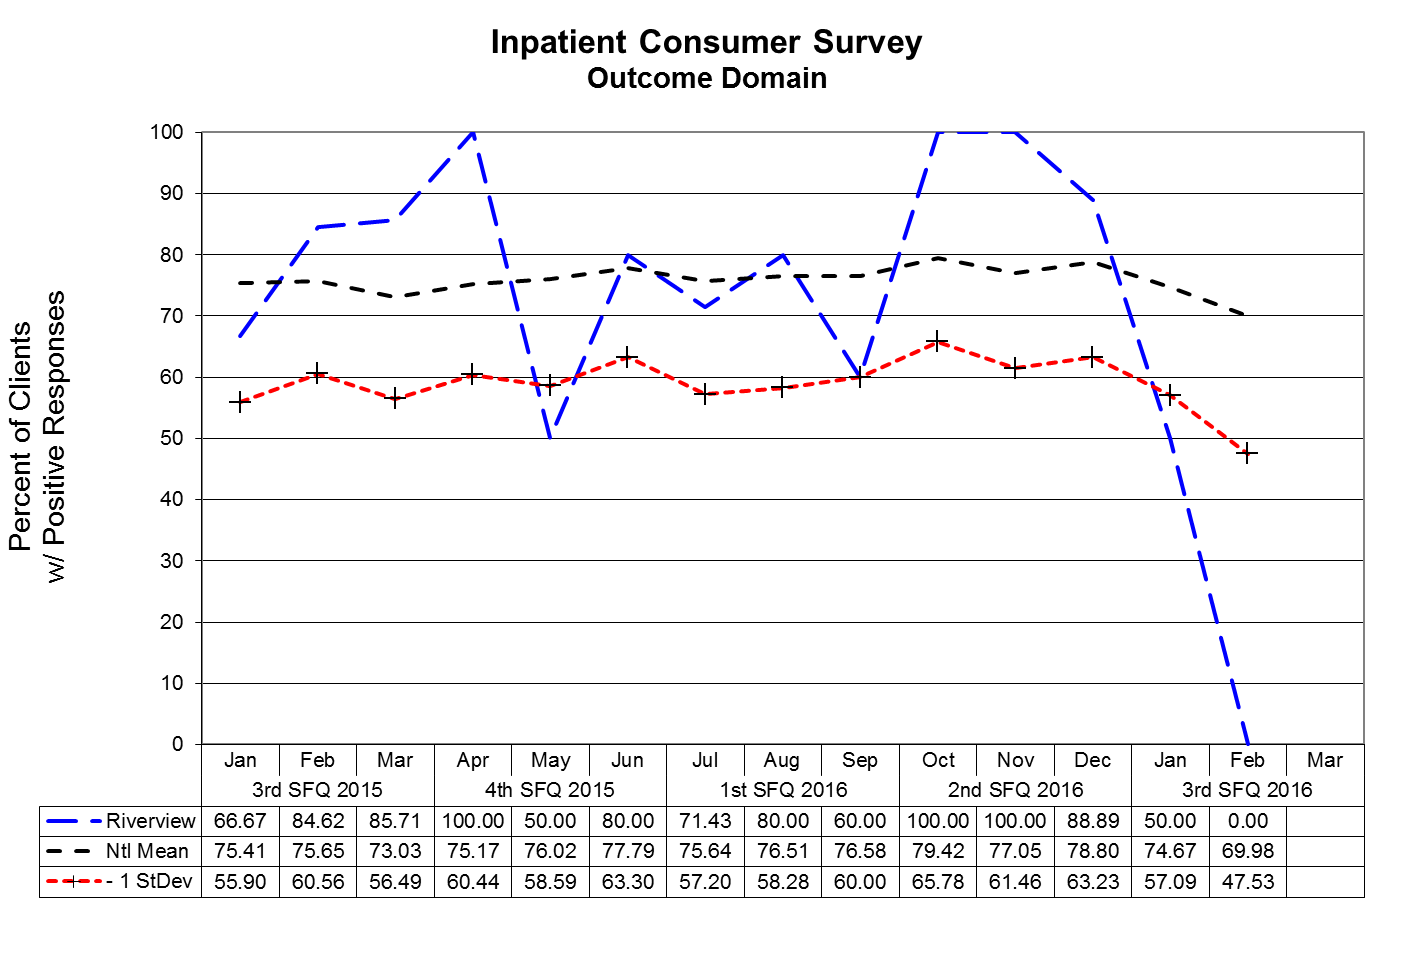 Inpatient Consumer Survey
Outcome Domain
Percent of Clients
w/ Positive Responses
100
90
80
70
60
50
40
30
20
10
0
Jan Feb Mar Apr May Jun Jul Aug Sep Oct Nov Dec Jan Feb Mar
3rd SFQ 2015 4th SFQ 2015 1st SFQ 2016 2nd SFQ 2016 3rd SFQ 2016
Riverview 66.67 84.62 85.71 100.00 50.00 80.00 71.43 80.00 60.00 100.00 100.00 88.89 50.00 0.00
Ntl Mean 75.41 75.65 73.03 75.17 76.02 77.79 75.64 76.51 76.58 79.42 77.05 78.80 74.67 69.98
- 1 StDev 55.90 60.56 56.49 60.44 58.59 63.30 57.20 58.28 60.00 65.78 61.46 63.23 57.09 47.53